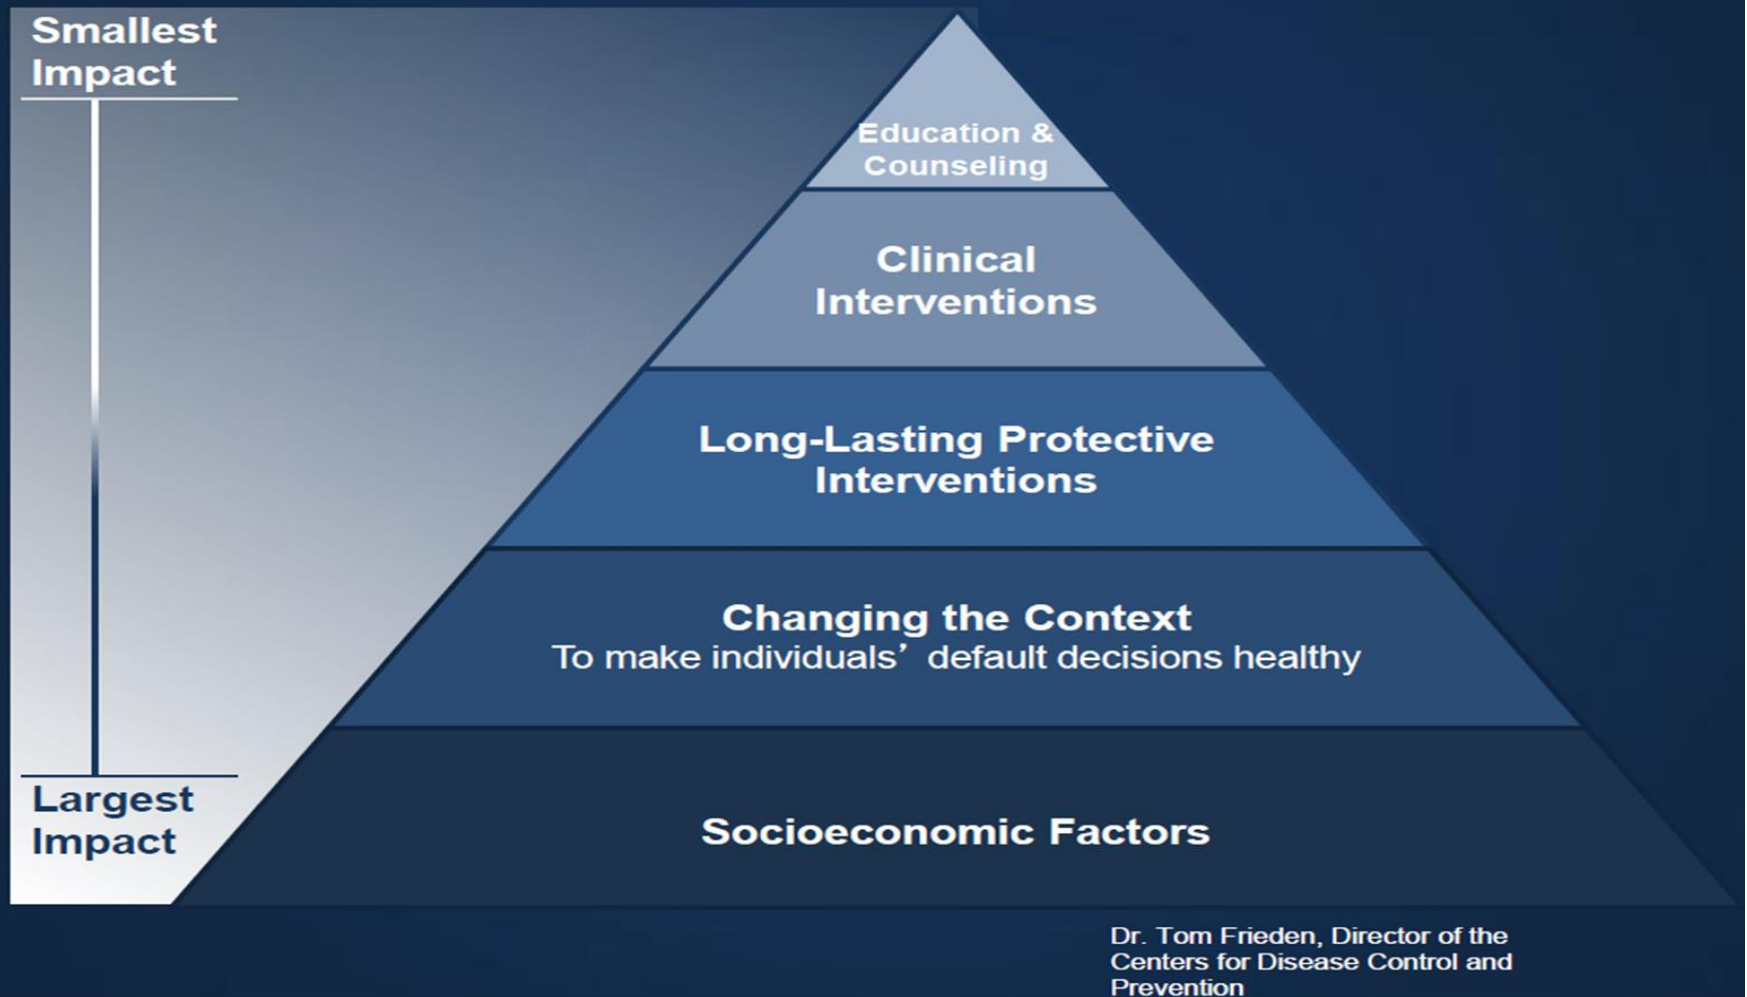 Smallest
Impact
Education &
Counseling
Clinical
Interventions
Long-Lasting Protective
Interventions
Changing the Context
To make individuals’ default decisions healthy
Largest
Impact
Socioeconomic Factors
Dr. Tom Frieden, Director of the
Centers for Disease Control and
Prevention